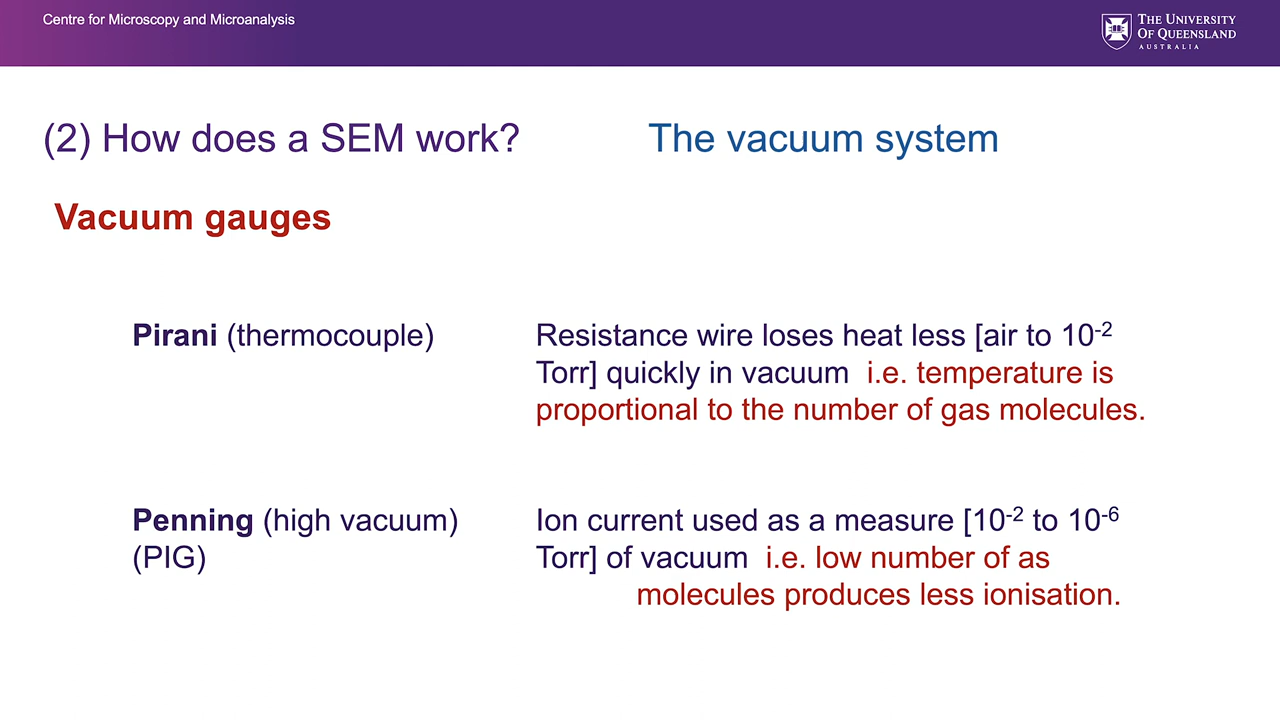 Centre for Microscopy and Microanalysis
THE UNIVERSITY
OF QUEENSLAND
AUSTRALIA
(2) How does a SEM work?
The vacuum system
Vacuum gauges
Pirani (thermocouple)
Resistance wire loses heat less [air to 10⁻²
Torr] quickly in vacuum i.e. temperature is
proportional to the number of gas molecules.
Penning (high vacuum)
(PIG)
Ion current used as a measure [10⁻² to 10⁻⁶
Torr] of vacuum i.e. low number of as
molecules produces less ionisation.